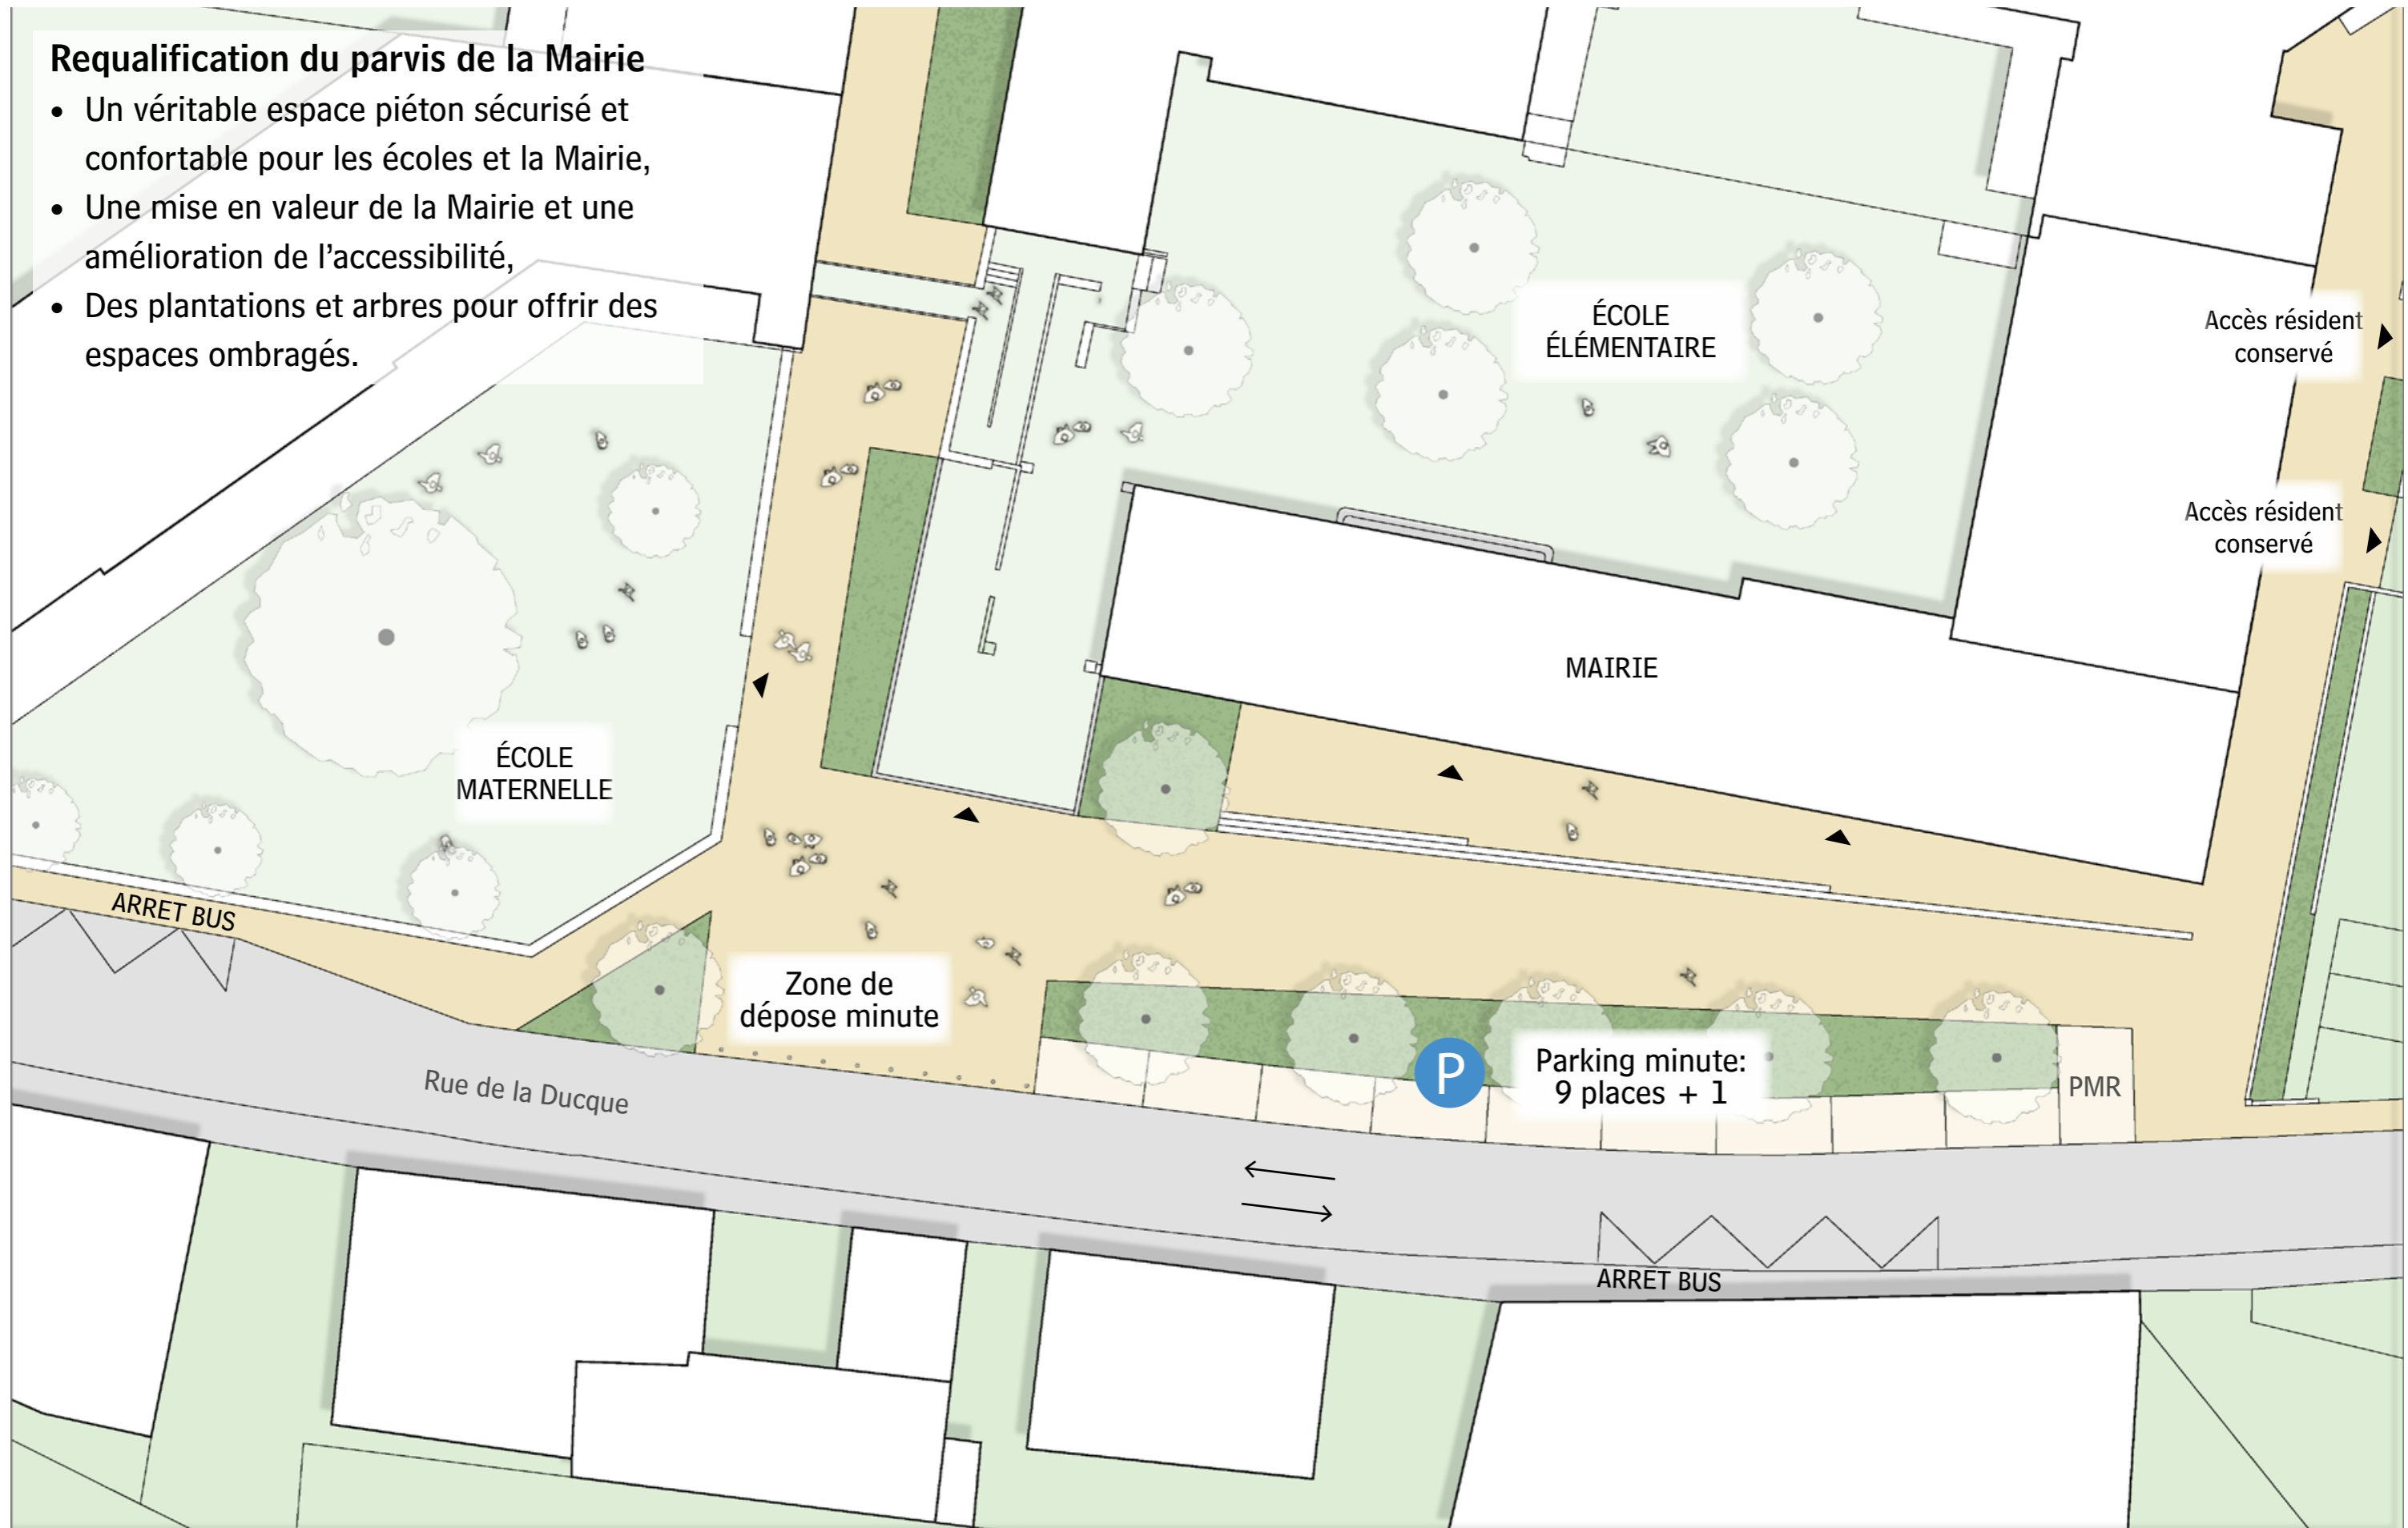 Requalification du parvis de la Mairie
• Un véritable espace piéton sécurisé et
confortable pour les écoles et la Mairie,
• Une mise en valeur de la Mairie et une
amélioration de l'accessibilité,
• Des plantations et arbres pour offrir des
espaces ombragés.
ÉCOLE
ÉLÉMENTAIRE
Accès résident
conservé
Accès résident
conservé
MAIRIE
ÉCOLE
MATERNELLE
ARRET BUS
Zone de
dépose minute
Rue de la Ducque
P
Parking minute:
9 places + 1
PMR
ARRET BUS